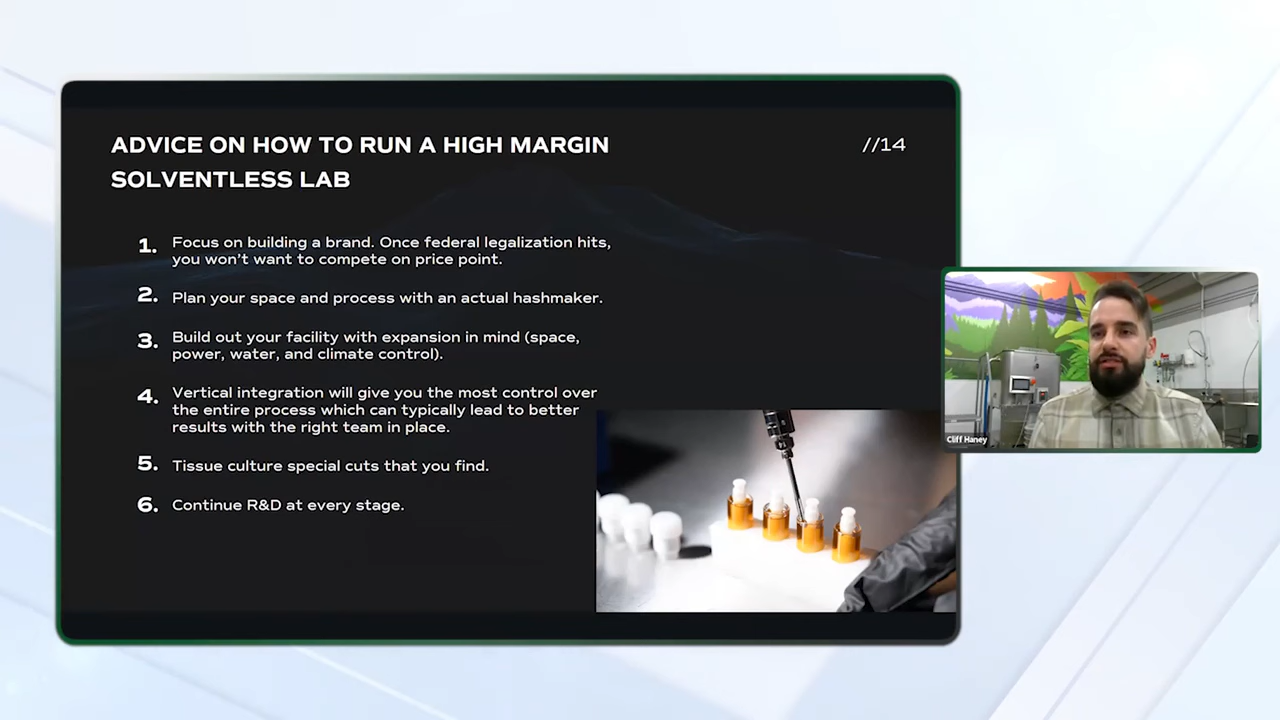 ADVICE ON HOW TO RUN A HIGH MARGIN
SOLVENTLESS LAB
//14
1. Focus on building a brand. Once federal legalization hits,
you won't want to compete on price point.
2. Plan your space and process with an actual hashmaker.
3. Build out your facility with expansion in mind (space,
power, water, and climate control).
4. Vertical integration will give you the most control over
the entire process which can typically lead to better
results with the right team in place.
5. Tissue culture special cuts that you find.
6. Continue R&D at every stage.
Cliff Haney